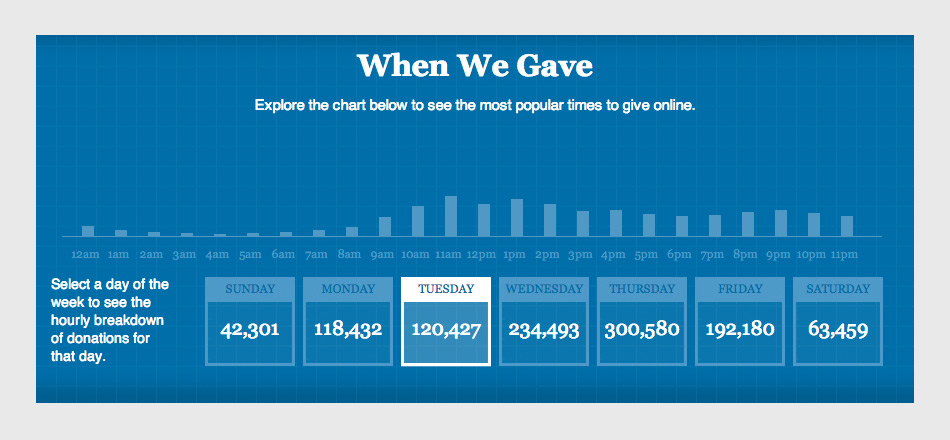 When We Gave
Explore the chart below to see the most popular times to give online.
12am 1am 2am 3am 4am 5am 6am 7am 8am 9am 10am 11am 12pm 1pm 2pm 3pm 4pm 5pm 6pm 7pm 8pm 9pm 10pm 11pm
Select a day of the
week to see the
hourly breakdown
of donations for
that day.
SUNDAY MONDAY TUESDAY WEDNESDAY THURSDAY FRIDAY SATURDAY
42,301 118,432 120,427 234,493 300,580 192,180 63,459